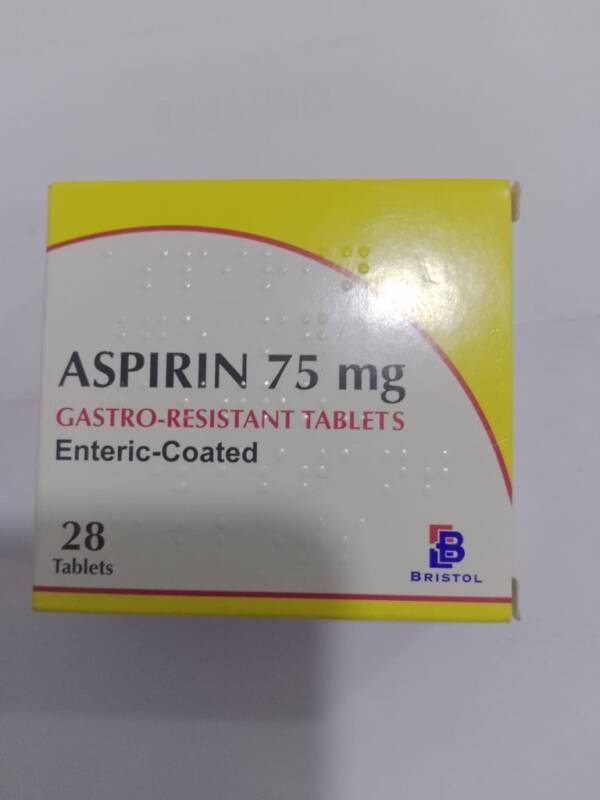 ASPIRIN 75 mg
GASTRO-RESISTANT TABLETS
Enteric-Coated
28
Tablets
B
BRISTOL